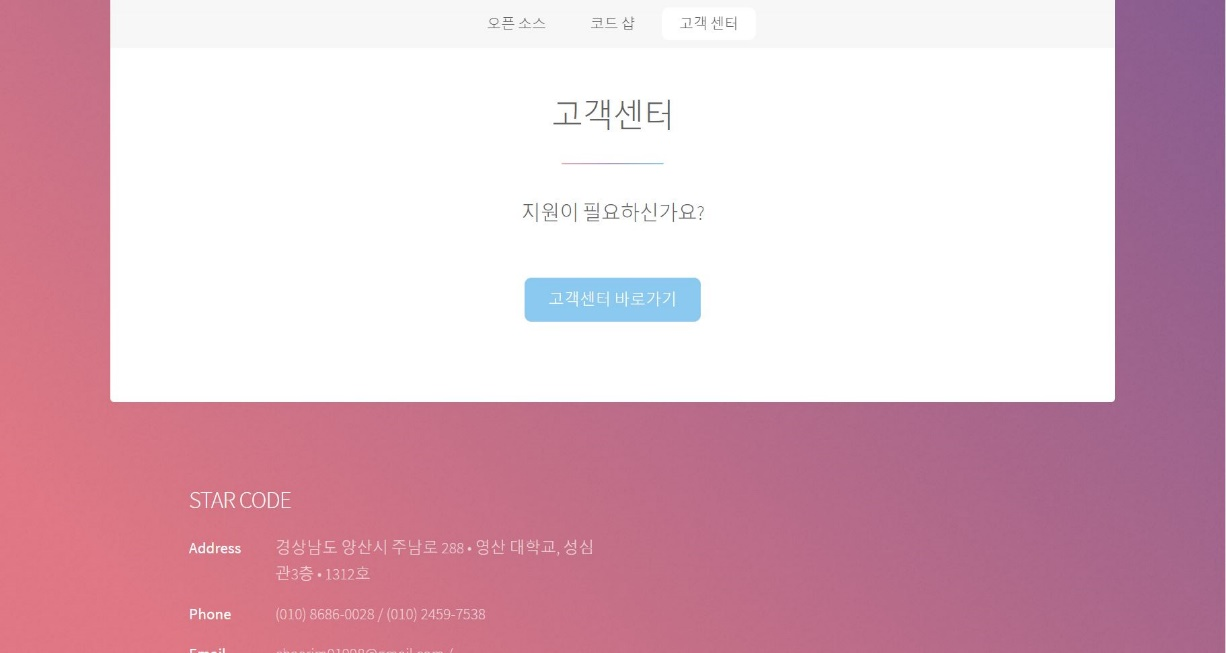 오픈 소스 코드 샵 고객 센터
고객센터
지원이 필요하신가요?
고객센터 바로가기
STAR CODE
Address 경상남도 양산시 주남로 288 • 영산 대학교, 성심
관3층 • 1312호
Phone (010) 8686-0028 / (010) 2459-7538
Email